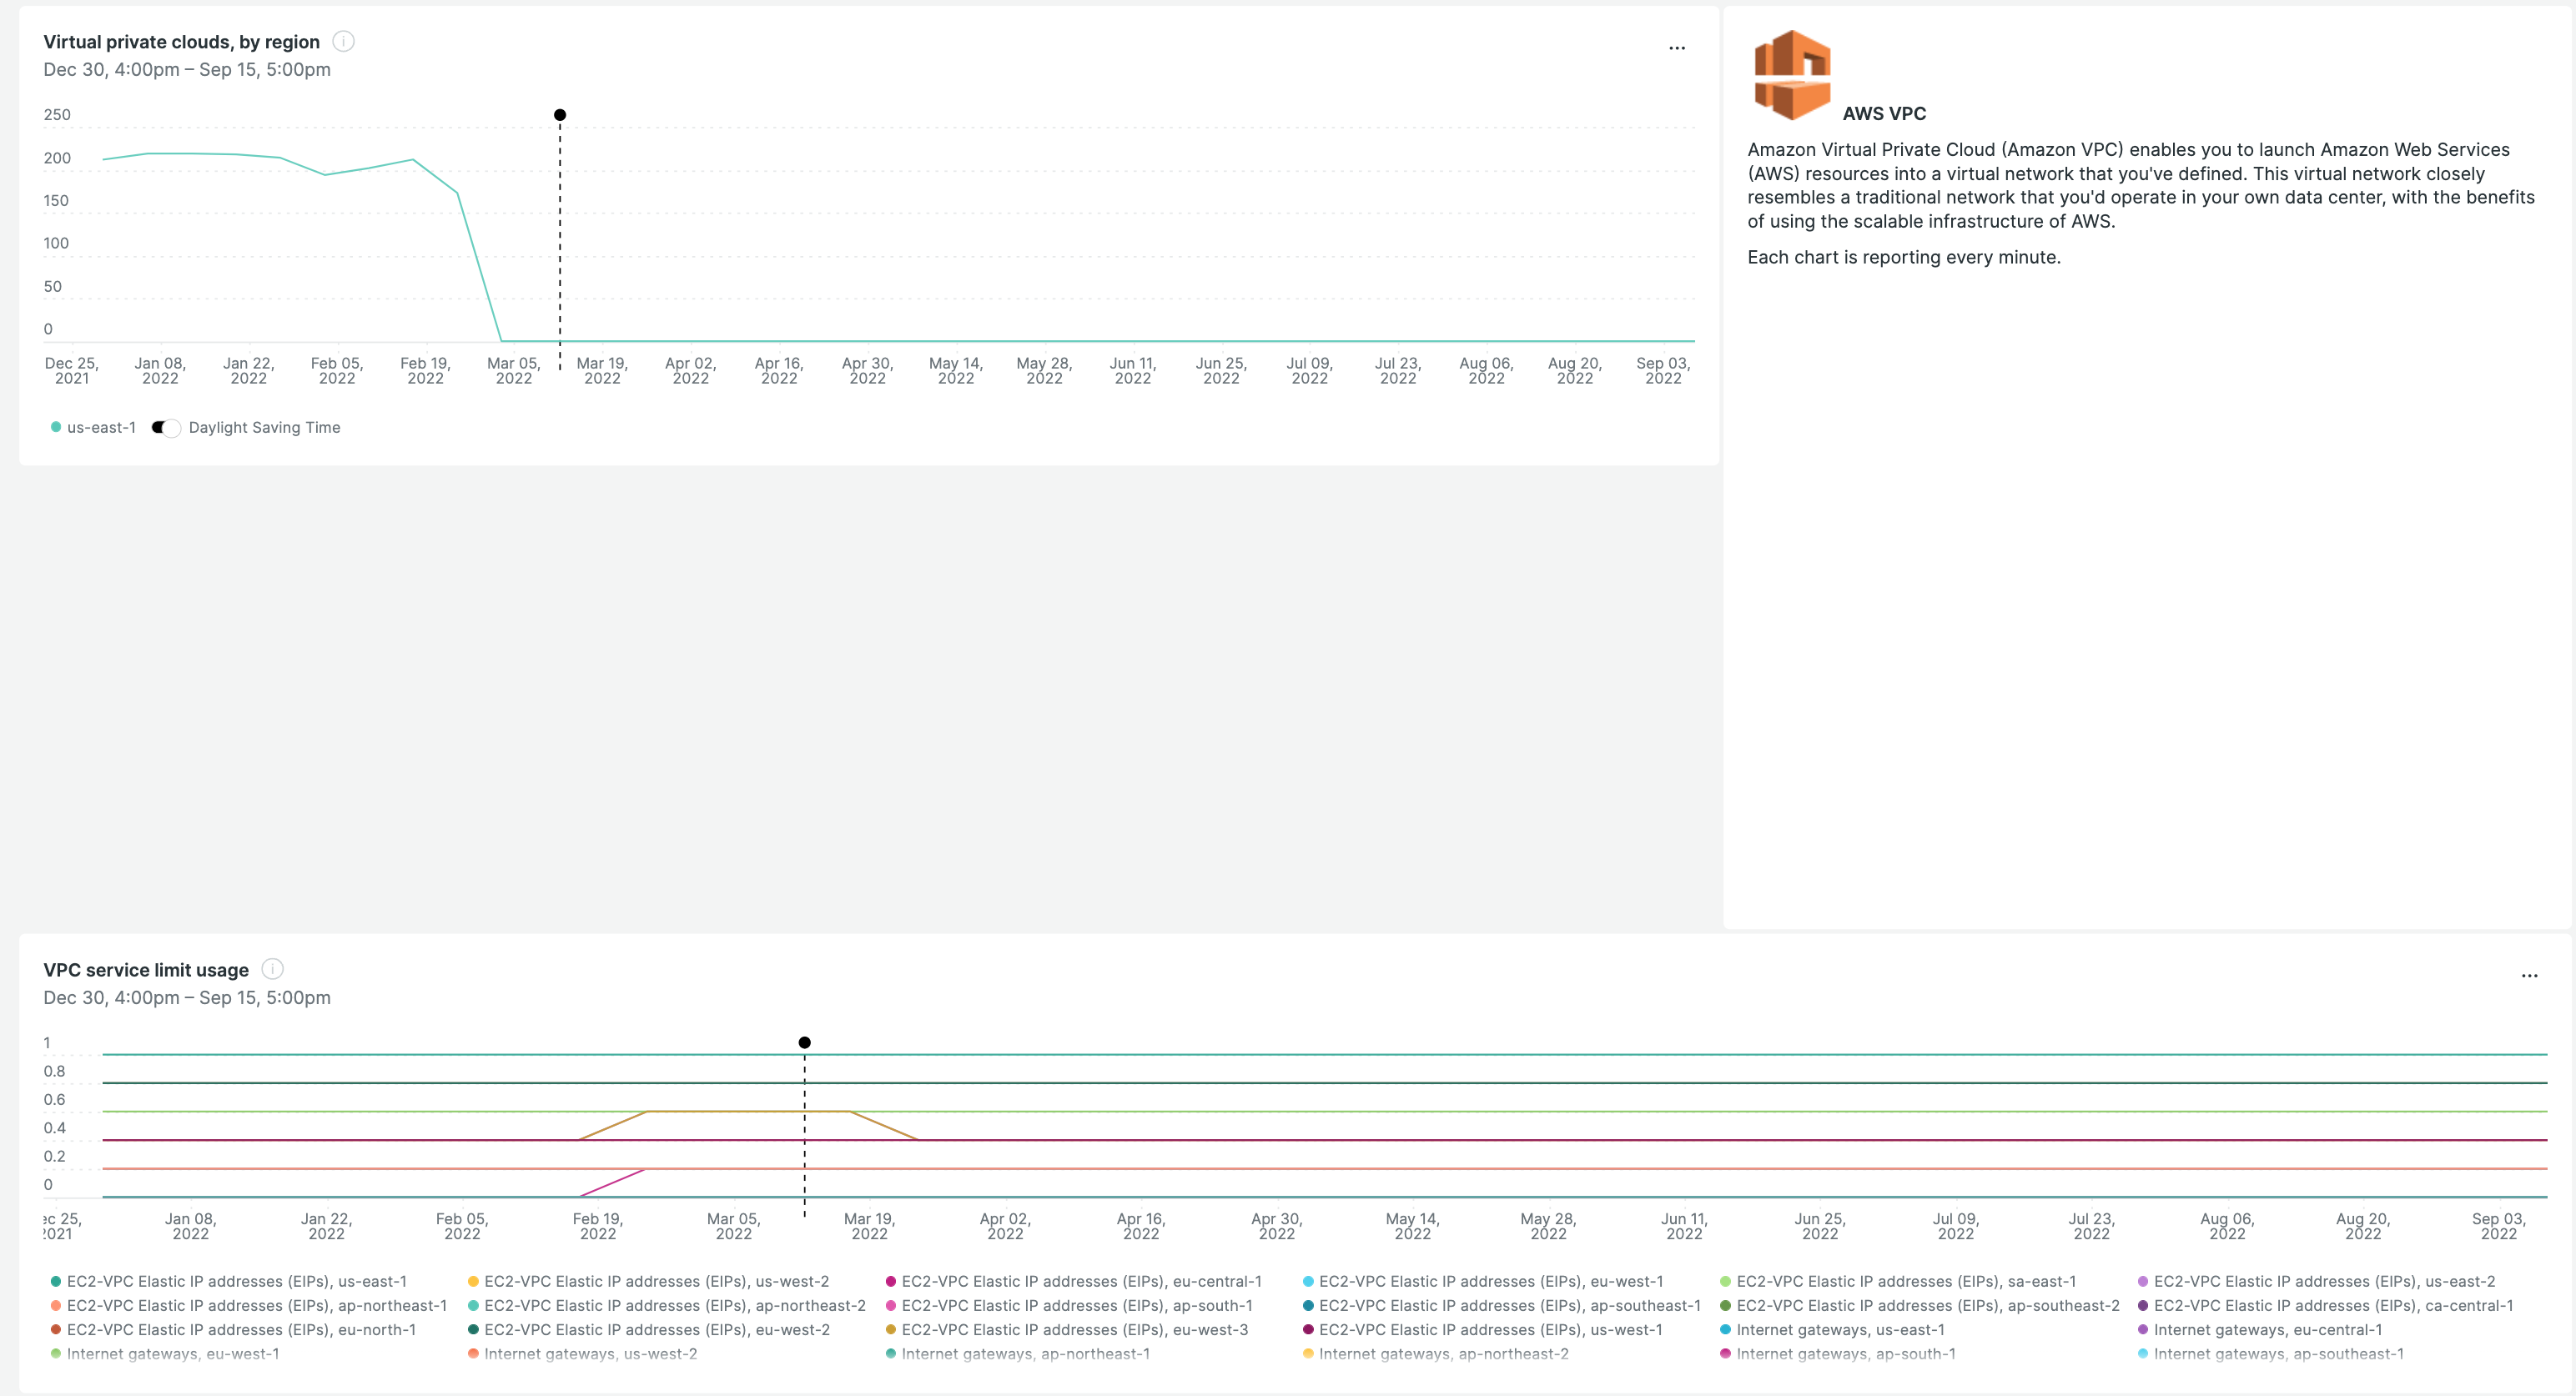 Virtual private clouds, by region
Dec 30, 4:00pm – Sep 15, 5:00pm
250
200
150
100
50
0
Dec 25, Jan 08, Jan 22, Feb 05, Feb 19, Mar 05, Mar 19, Apr 02, Apr 16, Apr 30, May 14, May 28, Jun 11, Jun 25, Jul 09, Jul 23, Aug 06, Aug 20, Sep 03,
2021 2022 2022 2022 2022 2022 2022 2022 2022 2022 2022 2022 2022 2022 2022 2022 2022 2022 2022
us-east-1 Daylight Saving Time
AWS VPC
Amazon Virtual Private Cloud (Amazon VPC) enables you to launch Amazon Web Services
(AWS) resources into a virtual network that you've defined. This virtual network closely
resembles a traditional network that you'd operate in your own data center, with the benefits
of using the scalable infrastructure of AWS.
Each chart is reporting every minute.
VPC service limit usage
Dec 30, 4:00pm – Sep 15, 5:00pm
1
0.8
0.6
0.4
0.2
0
ec 25, Jan 08, Jan 22, Feb 05, Feb 19, Mar 05, Mar 19, Apr 02, Apr 16, Apr 30, May 14, May 28, Jun 11, Jun 25, Jul 09, Jul 23, Aug 06, Aug 20, Sep 03,
2021 2022 2022 2022 2022 2022 2022 2022 2022 2022 2022 2022 2022 2022 2022 2022 2022 2022 2022
EC2-VPC Elastic IP addresses (EIPs), us-east-1 EC2-VPC Elastic IP addresses (EIPs), us-west-2 EC2-VPC Elastic IP addresses (EIPs), eu-central-1 EC2-VPC Elastic IP addresses (EIPs), eu-west-1 EC2-VPC Elastic IP addresses (EIPs), sa-east-1 EC2-VPC Elastic IP addresses (EIPs), us-east-2
EC2-VPC Elastic IP addresses (EIPs), ap-northeast-1 EC2-VPC Elastic IP addresses (EIPs), ap-northeast-2 EC2-VPC Elastic IP addresses (EIPs), ap-south-1 EC2-VPC Elastic IP addresses (EIPs), ap-southeast-1 EC2-VPC Elastic IP addresses (EIPs), ap-southeast-2 EC2-VPC Elastic IP addresses (EIPs), ca-central-1
EC2-VPC Elastic IP addresses (EIPs), eu-north-1 EC2-VPC Elastic IP addresses (EIPs), eu-west-2 EC2-VPC Elastic IP addresses (EIPs), eu-west-3 EC2-VPC Elastic IP addresses (EIPs), us-west-1 Internet gateways, us-east-1 Internet gateways, eu-central-1
Internet gateways, eu-west-1 Internet gateways, us-west-2 Internet gateways, ap-northeast-1 Internet gateways, ap-northeast-2 Internet gateways, ap-south-1 Internet gateways, ap-southeast-1